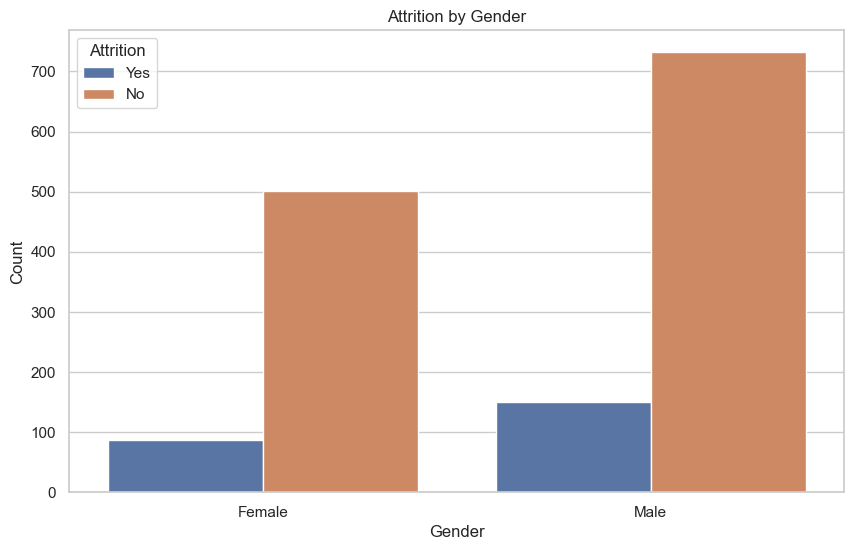 Attrition by Gender
Attrition
Yes
No
700
600
500
400
300
200
100
0
Count
Female
Male
Gender